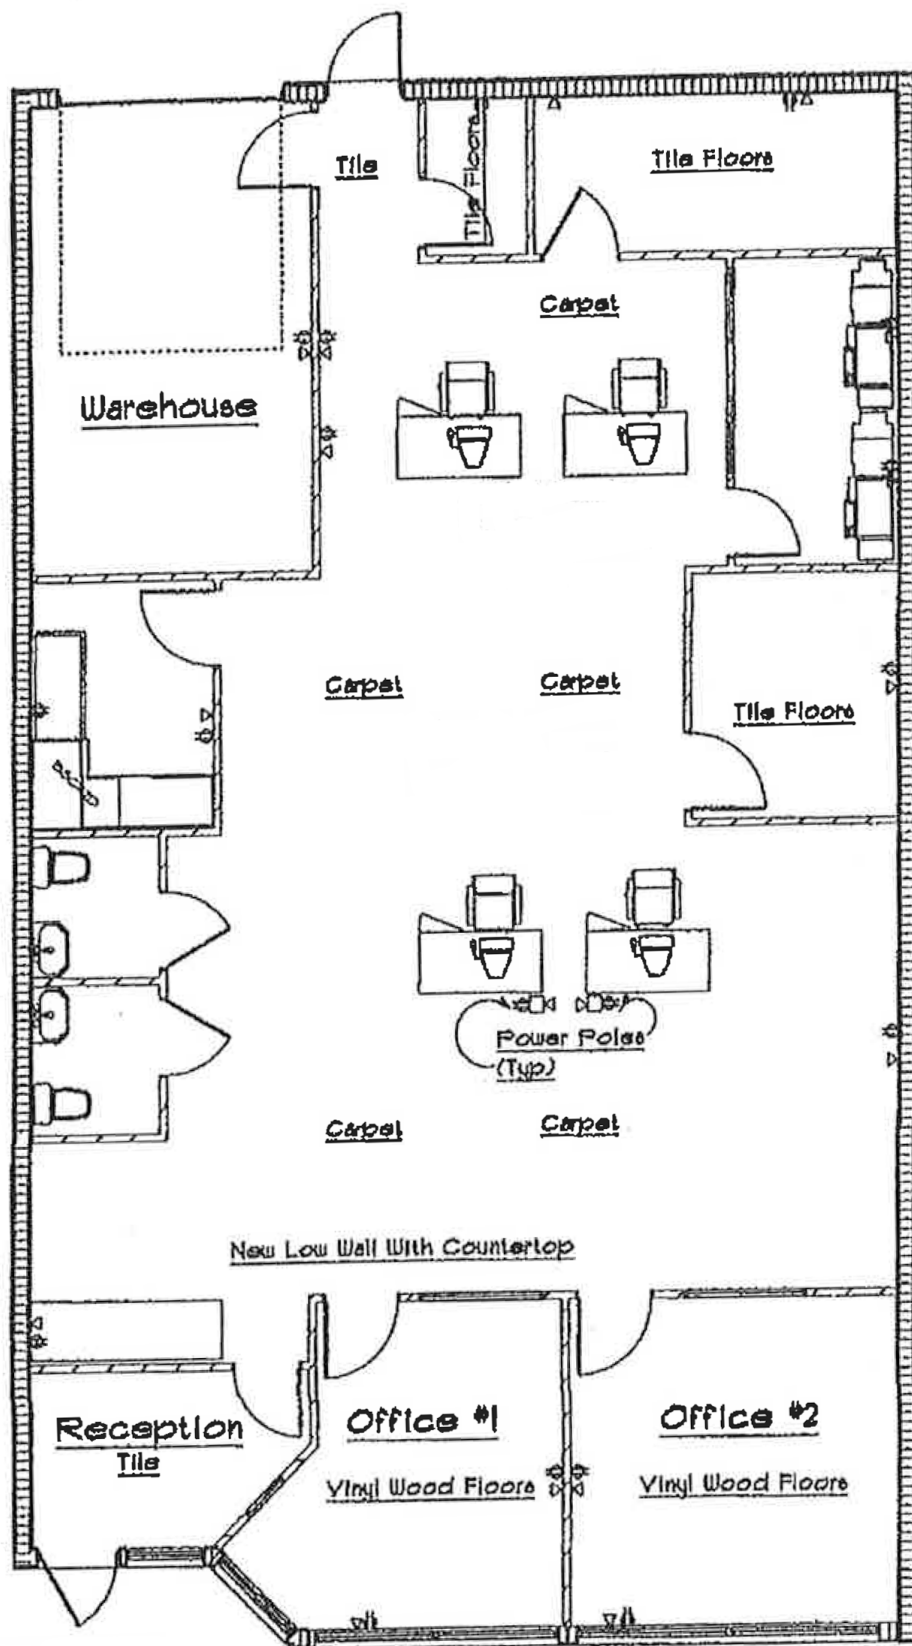 Tile
Tile Floors
Tile Floors
Carpet
Warehouse
Carpet
Carpet
Tile Floors
Power Poles
(Typ)
Carpet
Carpet
New Low Wall With Countertop
Reception
Tile
Office #1
Vinyl Wood Floors
Office #2
Vinyl Wood Floors